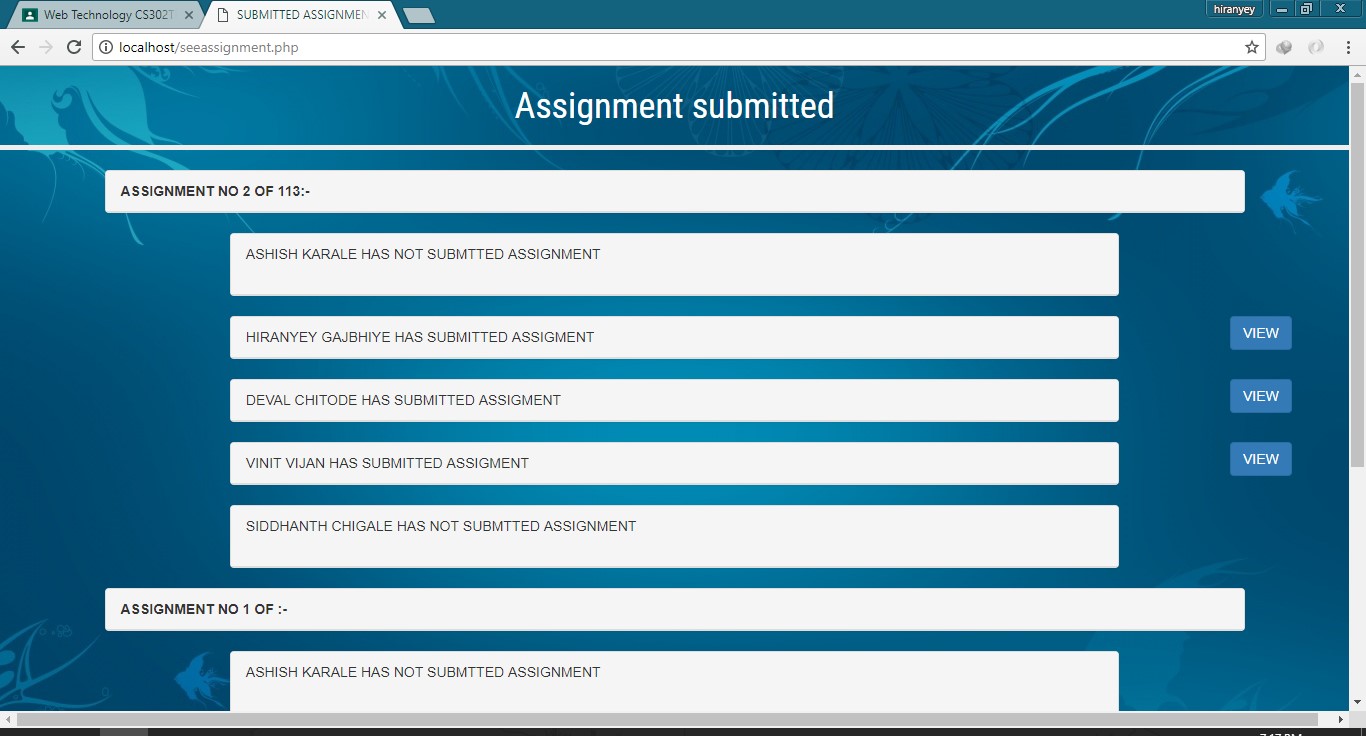 Web Technology CS302T
SUBMITTED ASSIGNMEN
hiranyey
localhost/seeassignment.php
Assignment submitted
ASSIGNMENT NO 2 OF 113:-
ASHISH KARALE HAS NOT SUBMTTED ASSIGNMENT
HIRANYEY GAJBHIYE HAS SUBMITTED ASSIGMENT
VIEW
DEVAL CHITODE HAS SUBMITTED ASSIGMENT
VIEW
VINIT VIJAN HAS SUBMITTED ASSIGMENT
VIEW
SIDDHANTH CHIGALE HAS NOT SUBMTTED ASSIGNMENT
ASSIGNMENT NO 1 OF :-
ASHISH KARALE HAS NOT SUBMTTED ASSIGNMENT